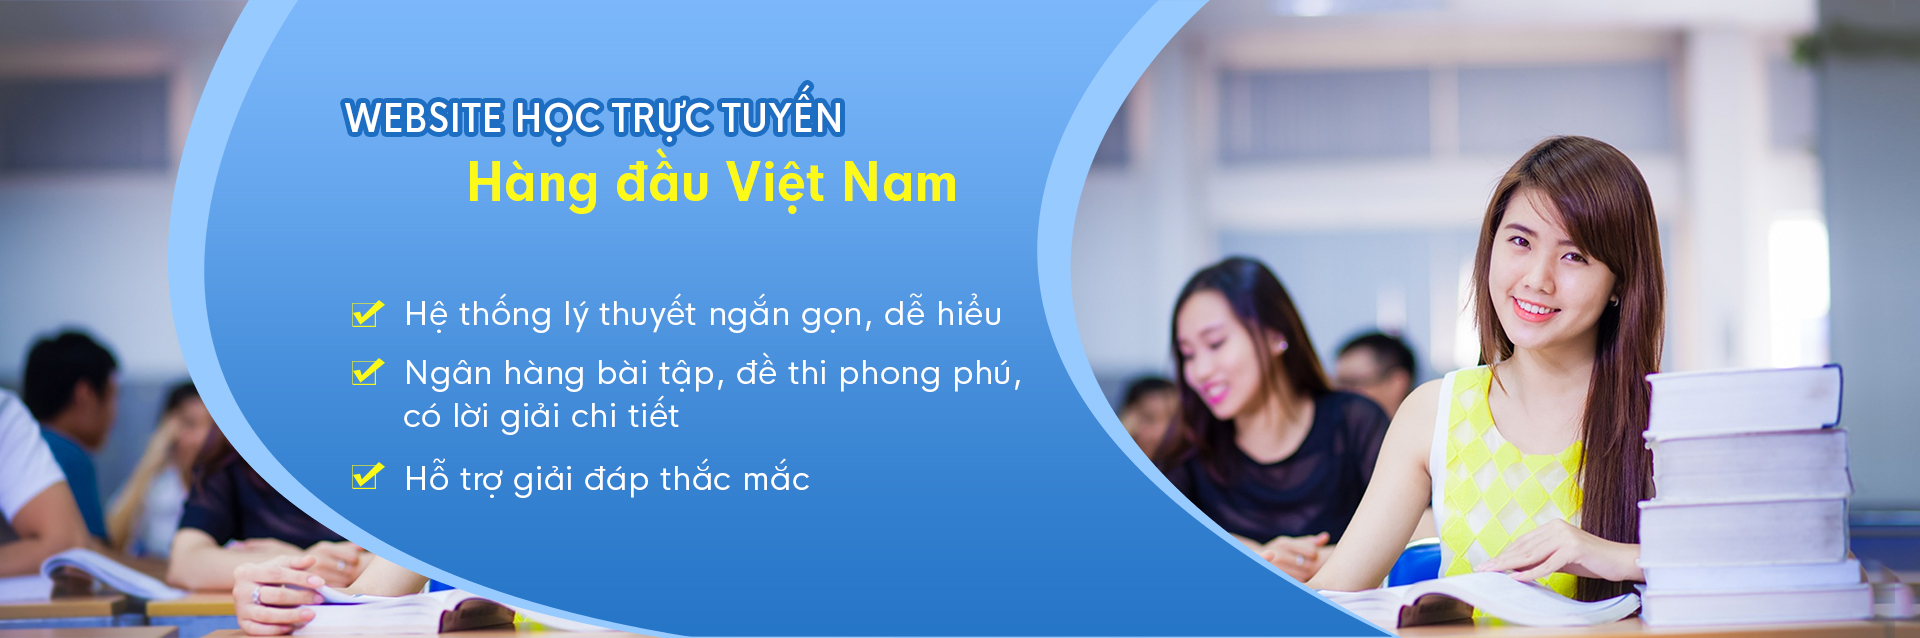 WEBSITE HỌC TRỰC TUYẾN
Hàng đầu Việt Nam
Hệ thống lý thuyết ngắn gọn, dễ hiểu
Ngân hàng bài tập, đề thi phong phú,
có lời giải chi tiết
Hỗ trợ giải đáp thắc mắc